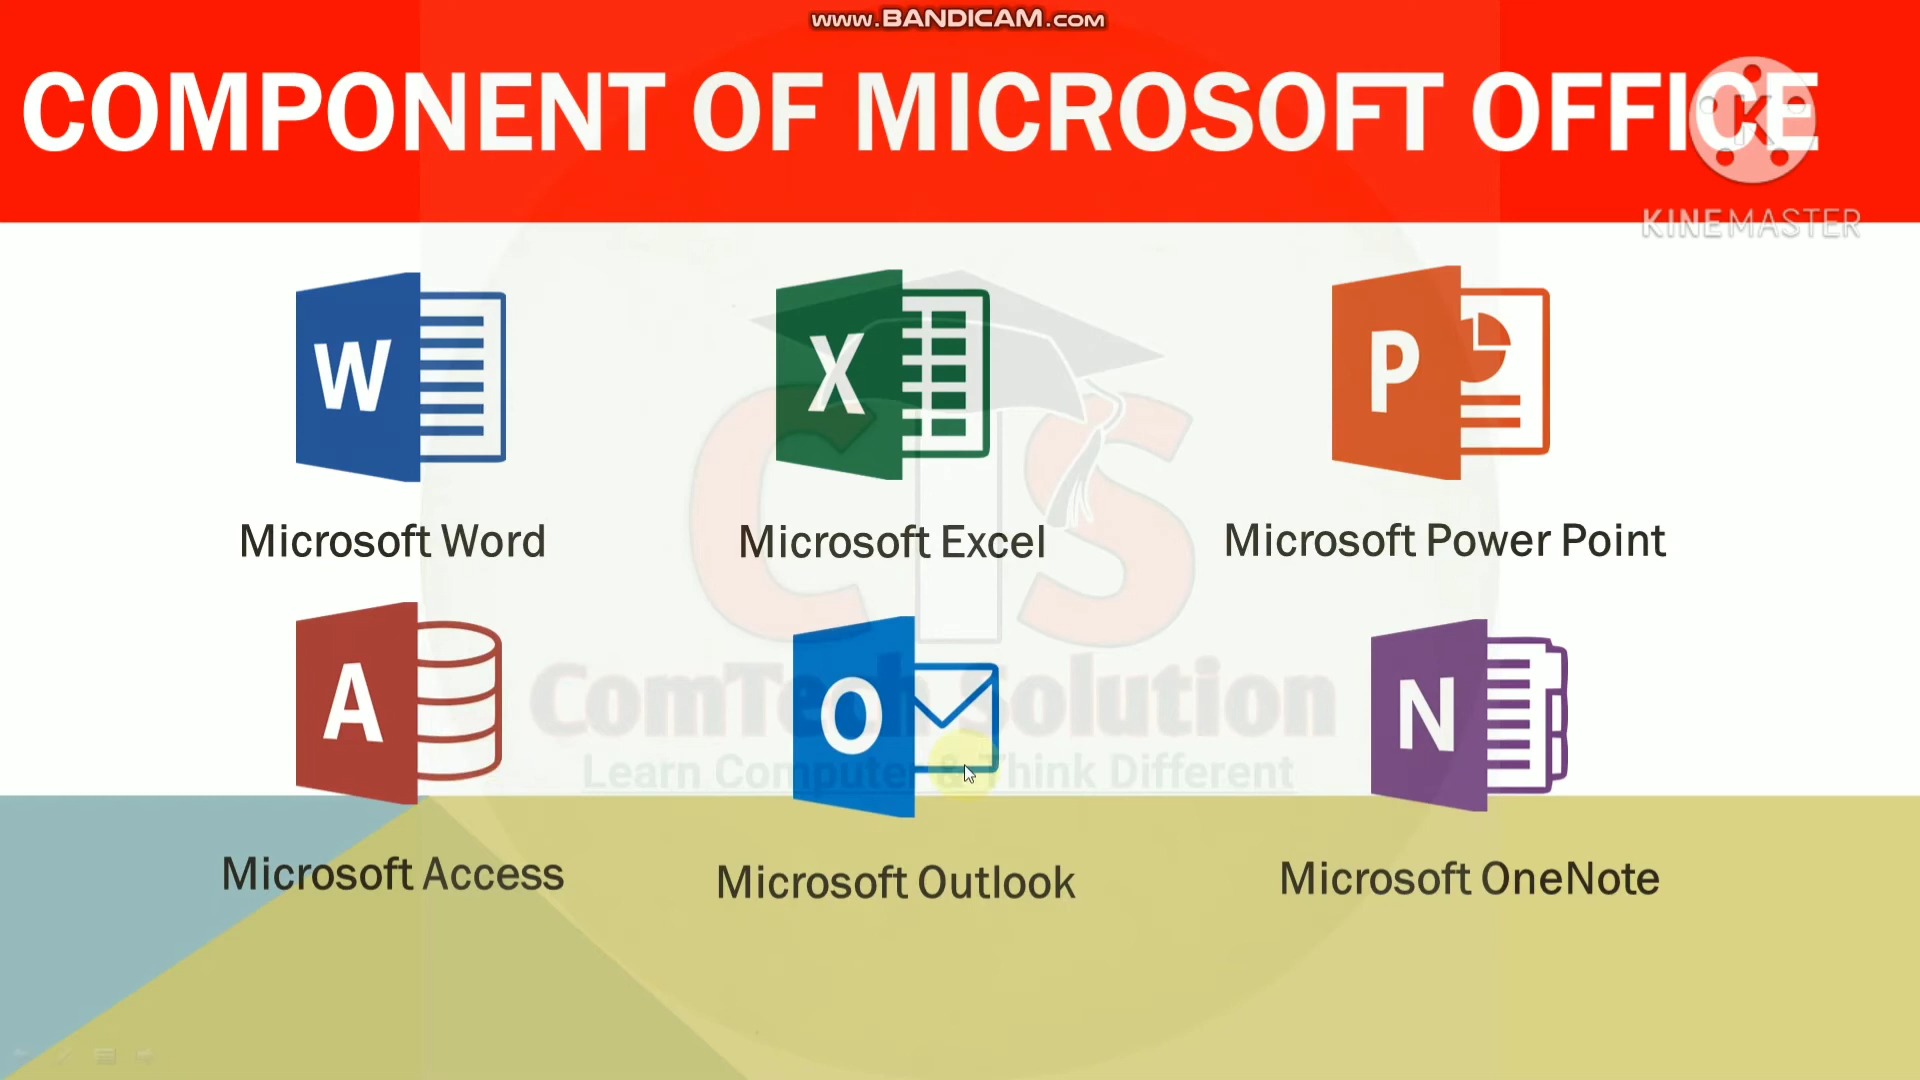 www.BANDICAM.com
COMPONENT OF MICROSOFT OFFICE
K
KINEMASTER
W
X
P
CTS
Microsoft Word
Microsoft Excel
Microsoft Power Point
A
O
N
ComTech Solution
Learn Computer & Think Different
Microsoft Access
Microsoft Outlook
Microsoft OneNote